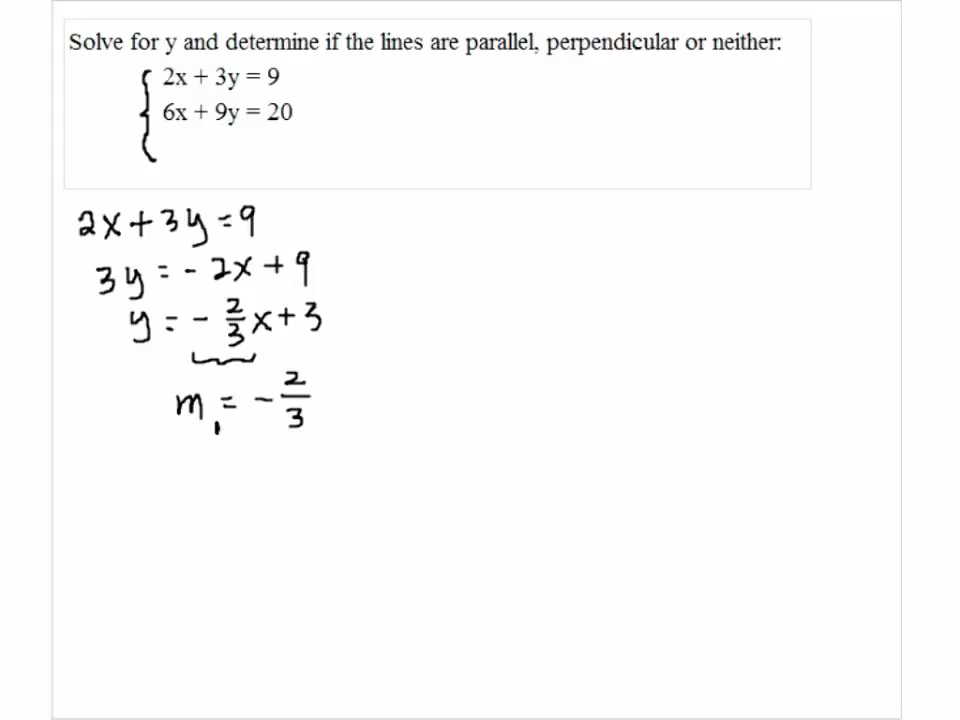 Solve for y and determine if the lines are parallel, perpendicular or neither:
2x + 3y = 9
6x + 9y = 20
2x + 3y = 9
3y = - 2x + 9
y = - 2/3 x + 3
m₁ = - 2/3